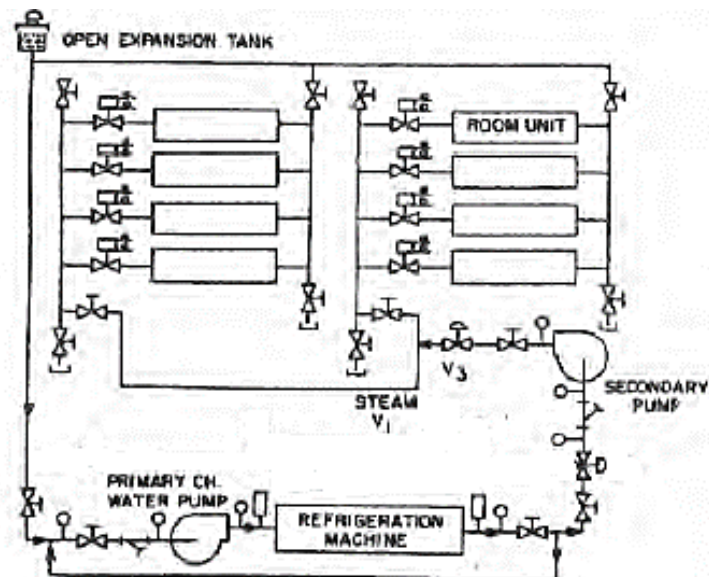 OPEN EXPANSION TANK
ROOM UNIT
V3
SECONDARY
PUMP
STEAM
V1
PRIMARY CH.
WATER PUMP
REFRIGERATION
MACHINE